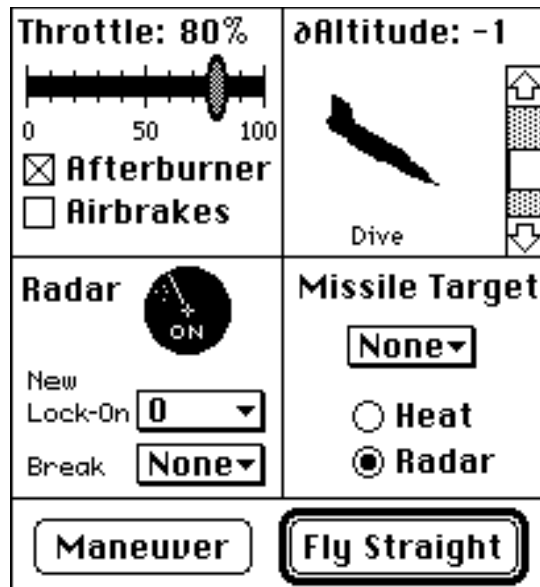 Throttle: 80%
0 50 100
Afterburner
Airbrakes
∂Altitude: -1
Dive
Radar
ON
New
Lock-On 0
Break None
Missile Target
None
Heat
Radar
Maneuver
Fly Straight